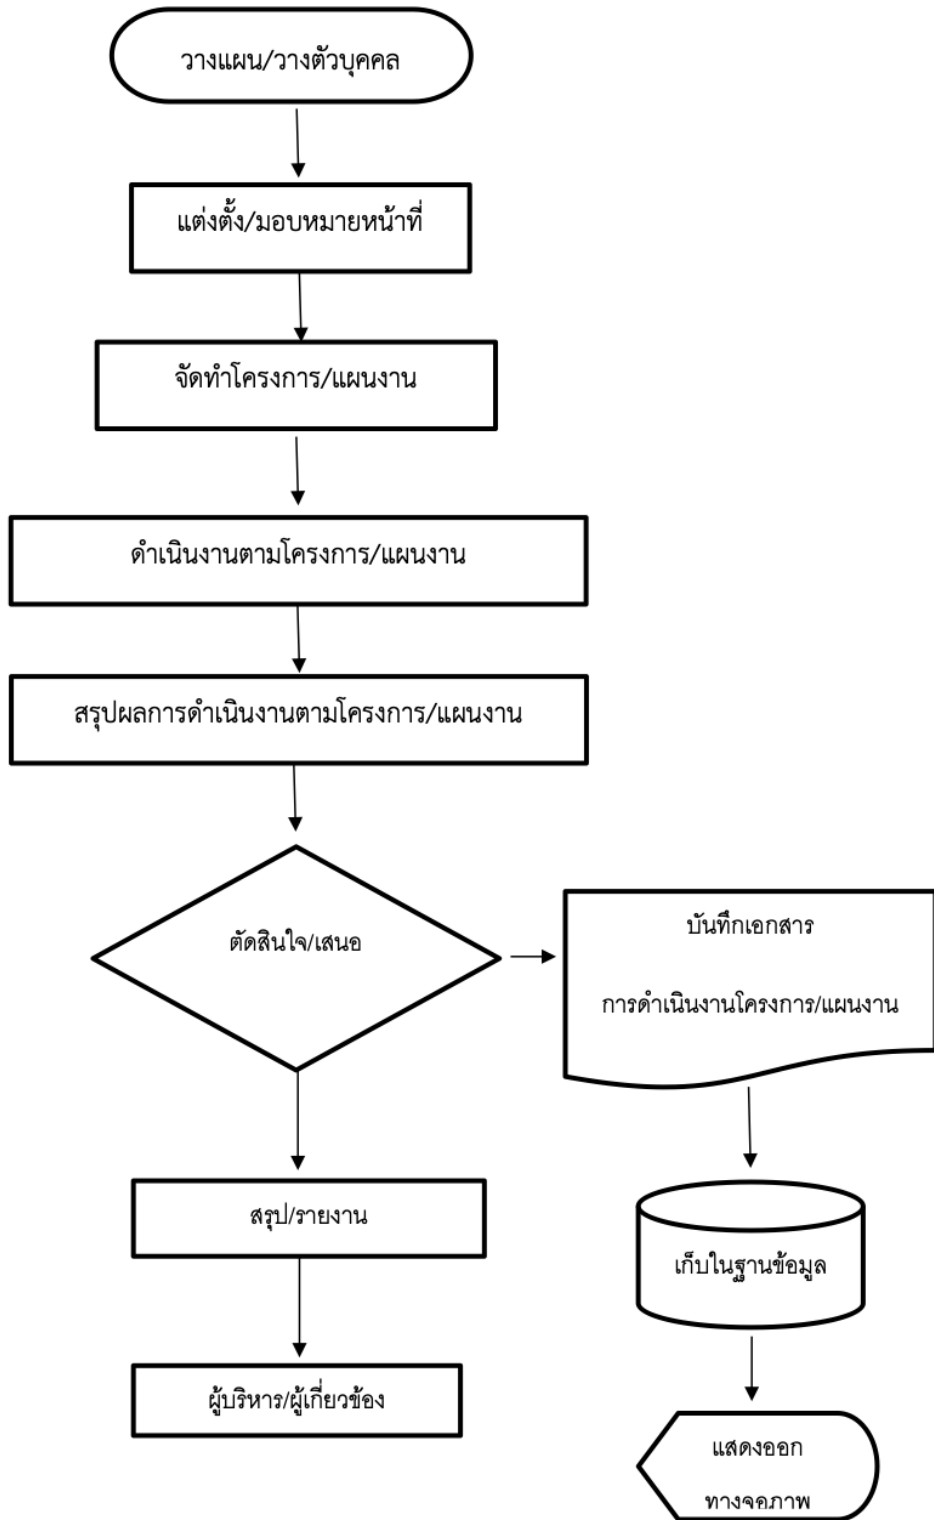 วางแผน/วางตัวบุคคล
แต่งตั้ง/มอบหมายหน้าที่
จัดทำโครงการ/แผนงาน
ดำเนินงานตามโครงการ/แผนงาน
สรุปผลการดำเนินงานตามโครงการ/แผนงาน
ตัดสินใจ/เสนอ
บันทึกเอกสาร
การดำเนินงานโครงการ/แผนงาน
สรุป/รายงาน
เก็บในฐานข้อมูล
ผู้บริหาร/ผู้เกี่ยวข้อง
แสดงออก
ทางจอภาพ